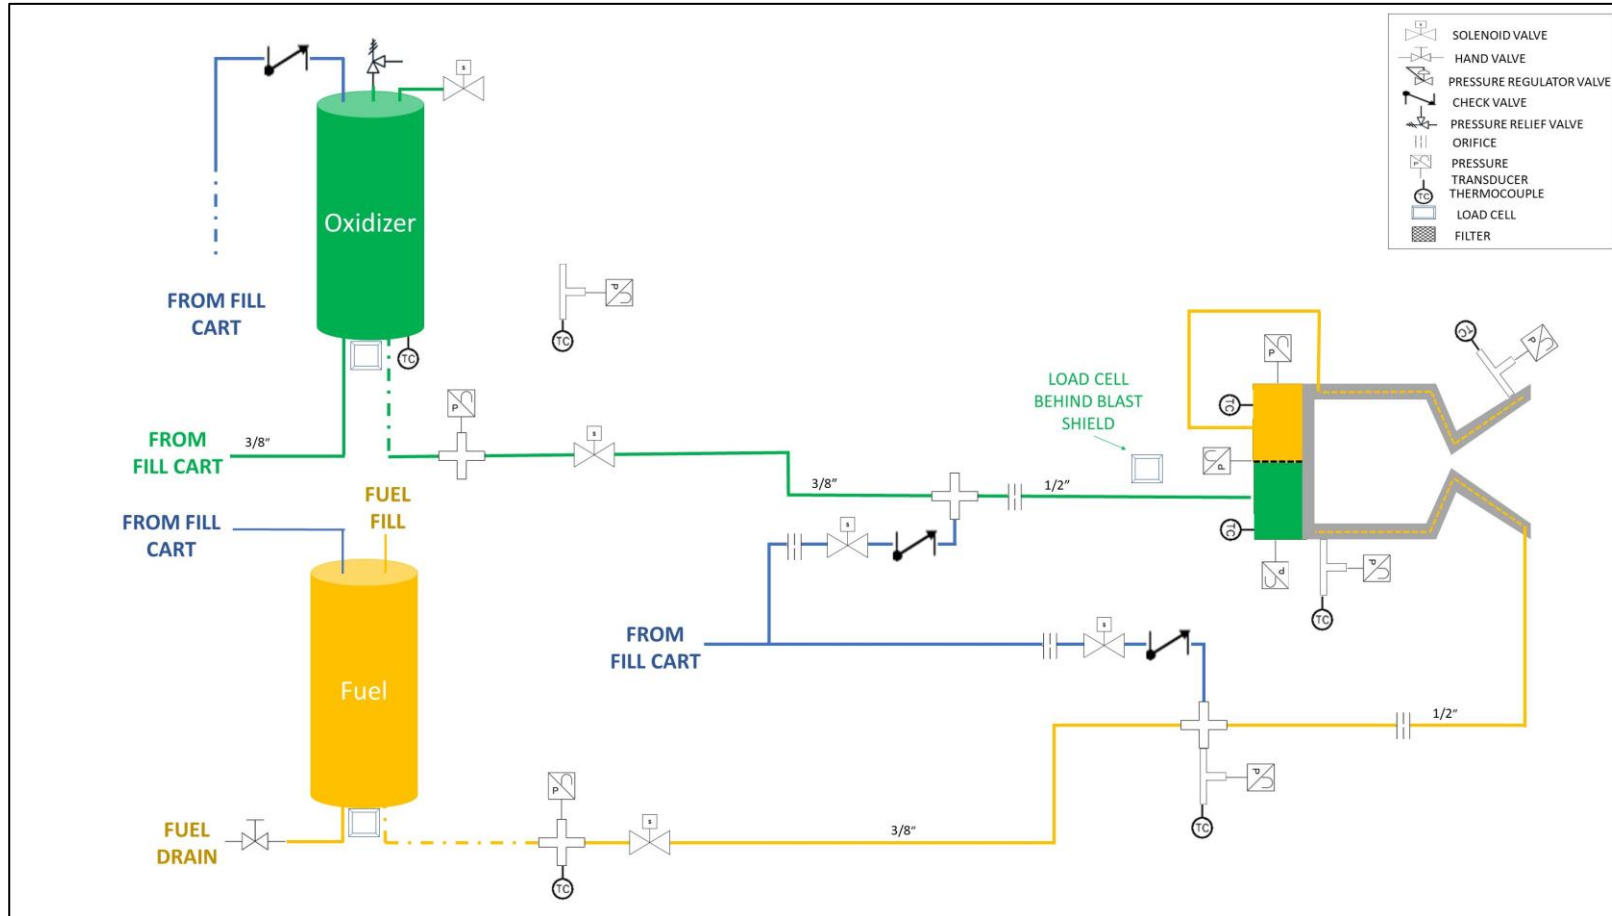 S
SOLENOID VALVE
HAND VALVE
PRESSURE REGULATOR VALVE
CHECK VALVE
PRESSURE RELIEF VALVE
ORIFICE
P
PRESSURE
TRANSDUCER
TC
THERMOCOUPLE
LOAD CELL
FILTER
S
Oxidizer
FROM FILL
CART
P
TC
TC
P
FROM
FILL CART
3/8"
S
LOAD CELL
BEHIND BLAST
SHIELD
3/8"
1/2"
P
TC
P
TC
P
TC
P
P
TC
FUEL
FILL
FROM FILL
CART
S
FROM
FILL CART
S
Fuel
1/2"
P
TC
P
S
3/8"
FUEL
DRAIN
TC